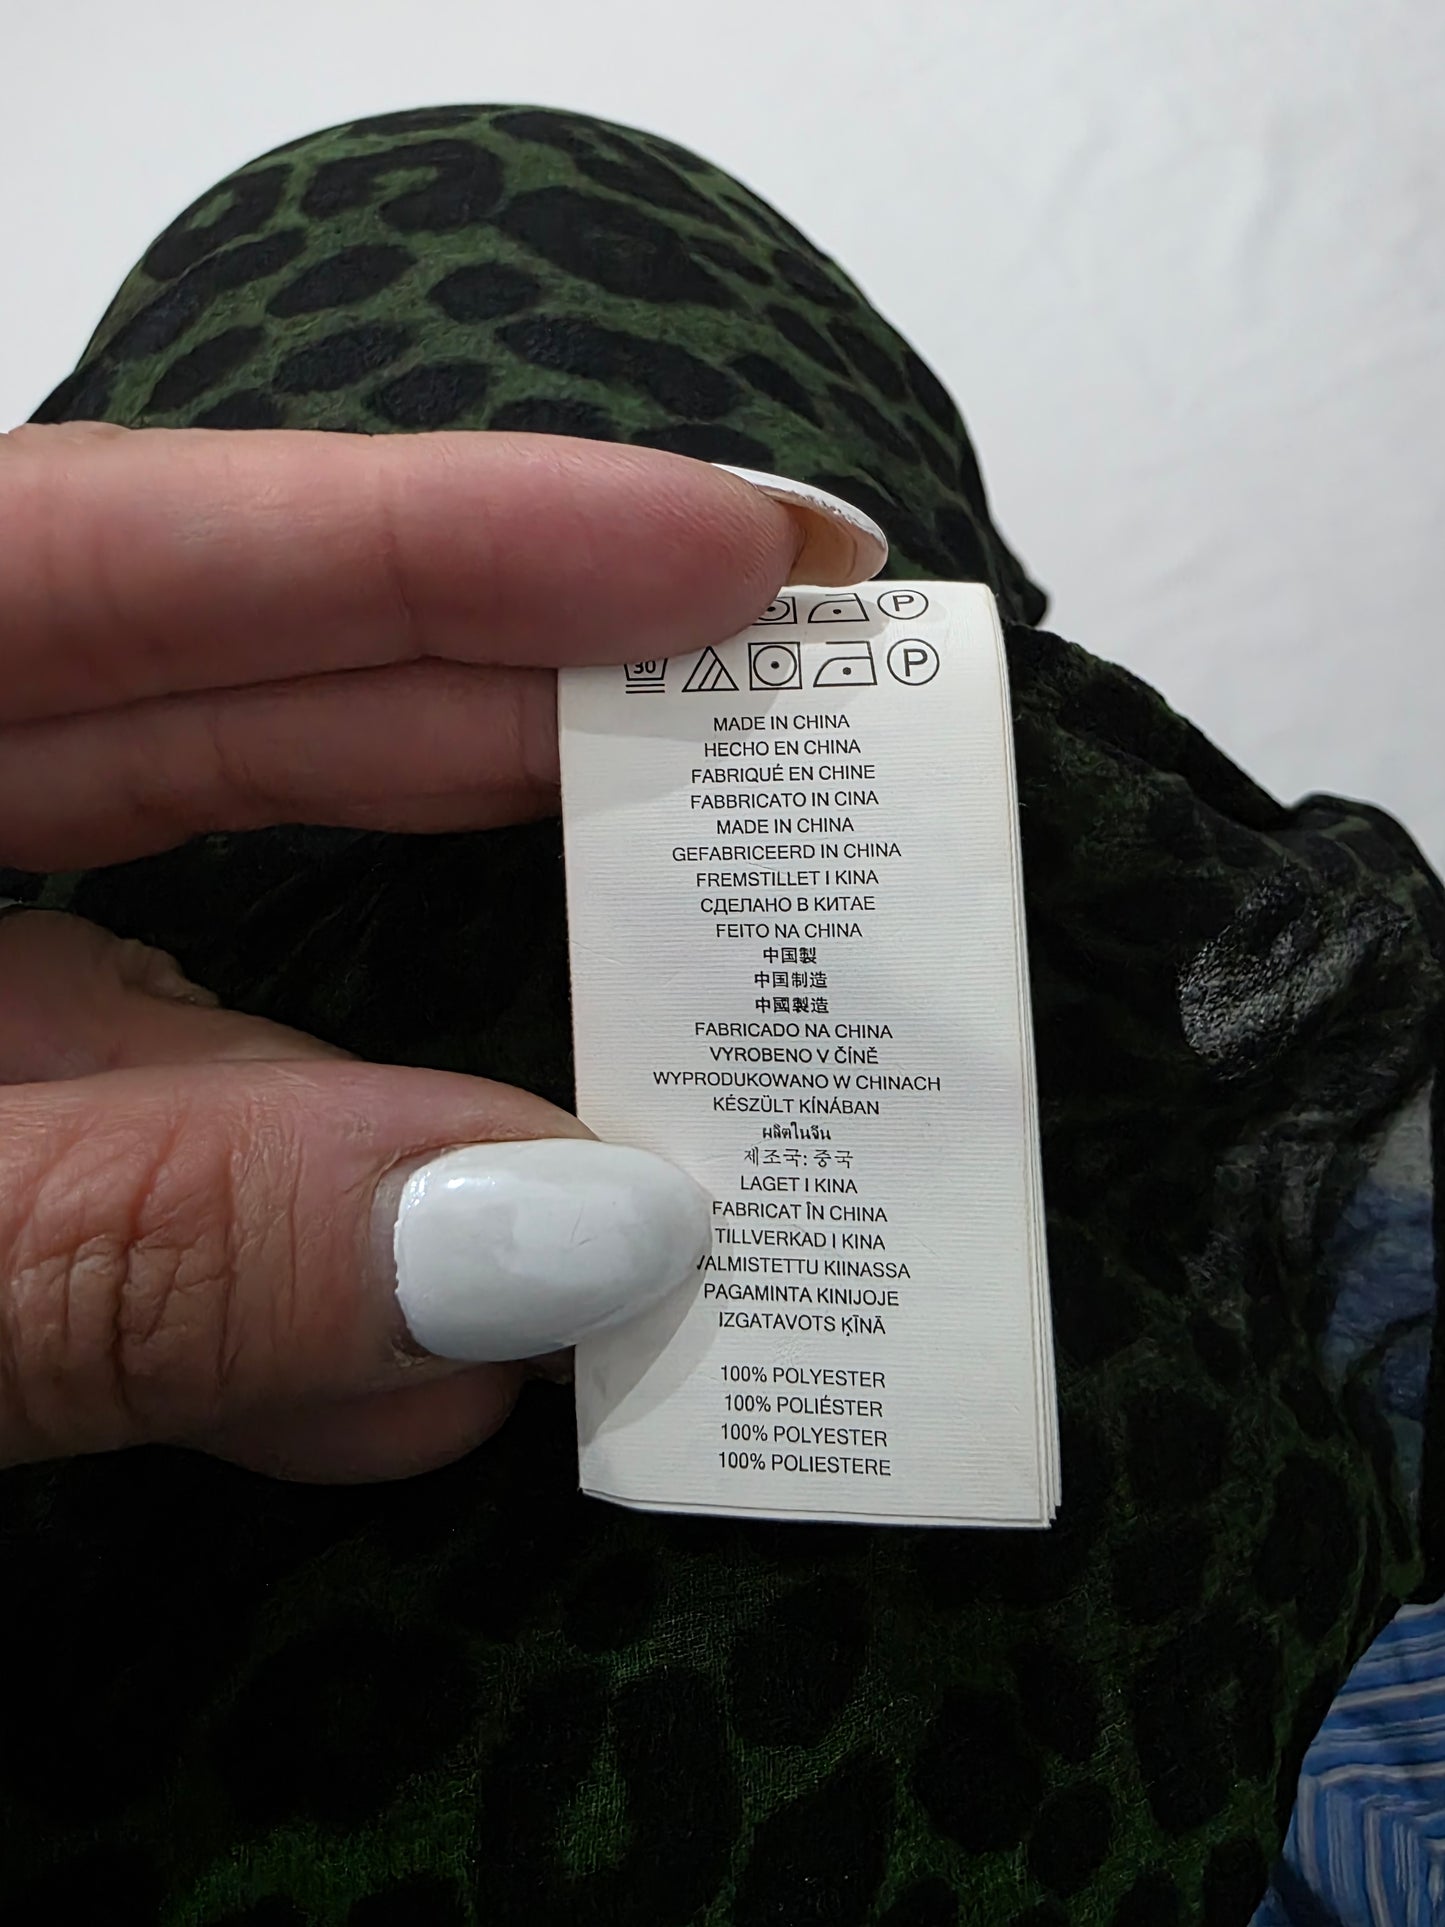 P
30 P
MADE IN CHINA
HECHO EN CHINA
FABRIQUÉ EN CHINE
FABBRICATO IN CINA
MADE IN CHINA
GEFABRICEERD IN CHINA
FREMSTILLET I KINA
СДЕЛАНО В КИТАЕ
FEITO NA CHINA
中国製
中国制造
中國製造
FABRICADO NA CHINA
VYROBENO V ČÍNĚ
WYPRODUKOWANO W CHINACH
KÉSZÜLT KÍNÁBAN
ผลิตในจีน
제조국: 중국
LAGET I KINA
FABRICAT ÎN CHINA
TILLVERKAD I KINA
VALMISTETTU KIINASSA
PAGAMINTA KINIJOJE
IZGATAVOTS ĶĪNĀ
100% POLYESTER
100% POLIÉSTER
100% POLYESTER
100% POLIESTERE